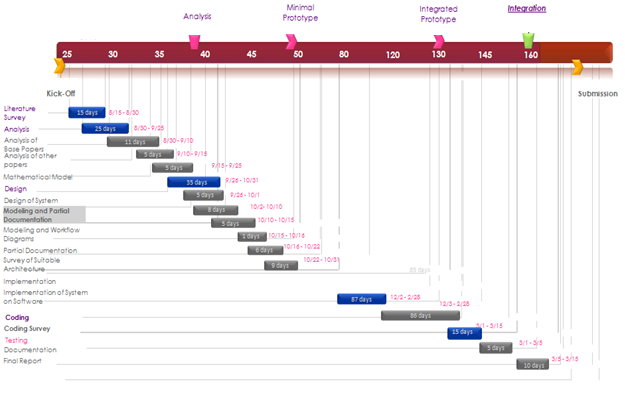 Analysis
Minimal
Prototype
Integrated
Prototype
Integration
25 30 35 40 45 50 80 120 130 145 160
Kick-Off
Submission
Literature
Survey
15 days 8/15 - 8/30
Analysis
25 days 8/30 - 9/25
Analysis of
Base Papers
11 days 8/30 - 9/10
Analysis of other
papers
5 days 9/10 - 9/15
Mathematical Model
5 days 9/15 - 9/25
Design
35 days 9/26 - 10/31
Design of System
5 days 9/26 - 10/1
Modeling and Partial
Documentation
8 days 10/2 - 10/10
5 days 10/10 - 10/15
Modeling and Workflow
Diagrams
2 days 10/15 - 10/16
Partial Documentation
6 days 10/16 - 10/22
Survey of Suitable
Architecture
9 days 10/22 - 10/31
Implementation
Implementation of System
on Software
87 days 12/2 - 2/28
12/3 - 2/28
Coding
86 days
Coding Survey
15 days 3/1 - 3/15
Testing
Documentation
5 days 3/1 - 3/5
Final Report
10 days 3/5 - 3/15